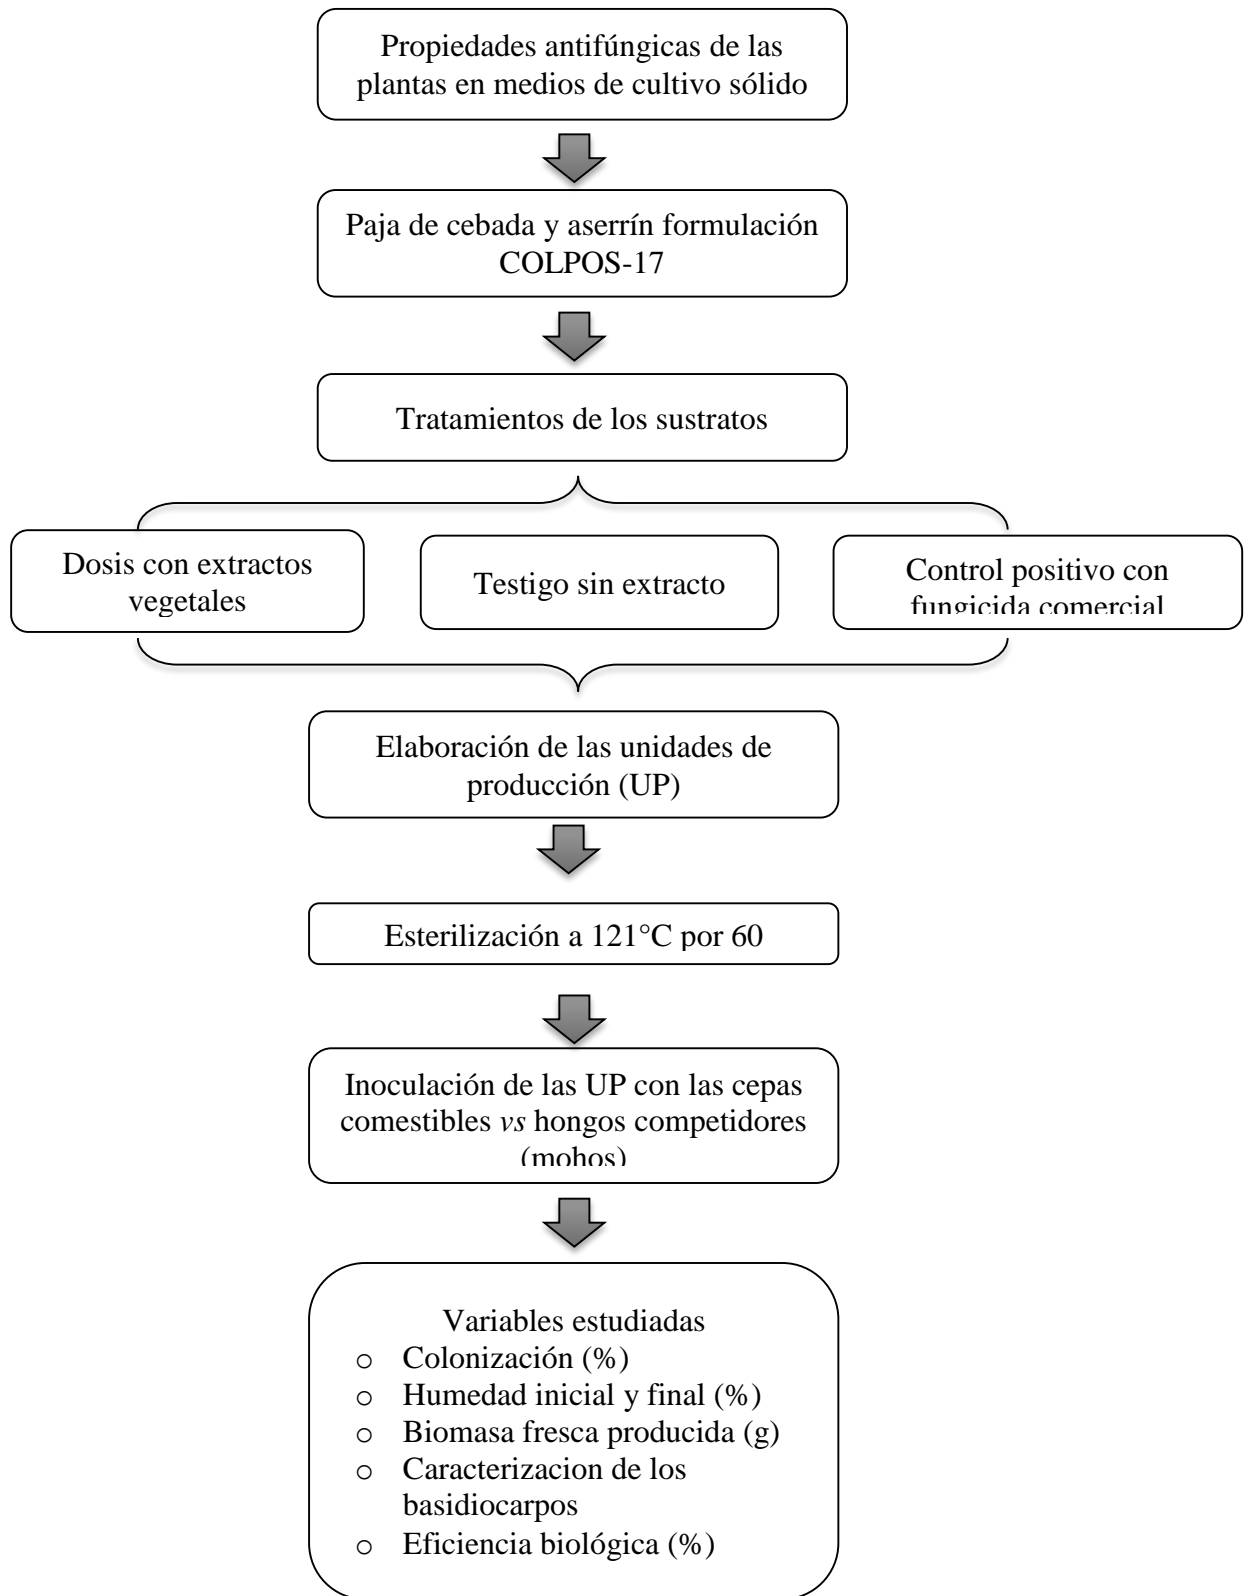 Propiedades antifúngicas de las
plantas en medios de cultivo sólido
Paja de cebada y aserrín formulación
COLPOS-17
Tratamientos de los sustratos
Dosis con extractos
vegetales
Testigo sin extracto
Control positivo con
fungicida comercial
Elaboración de las unidades de
producción (UP)
Esterilización a 121°C por 60
Inoculación de las UP con las cepas
comestibles vs hongos competidores
(mohos)
Variables estudiadas
o Colonización (%)
o Humedad inicial y final (%)
o Biomasa fresca producida (g)
o Caracterizacion de los
basidiocarpos
o Eficiencia biológica (%)